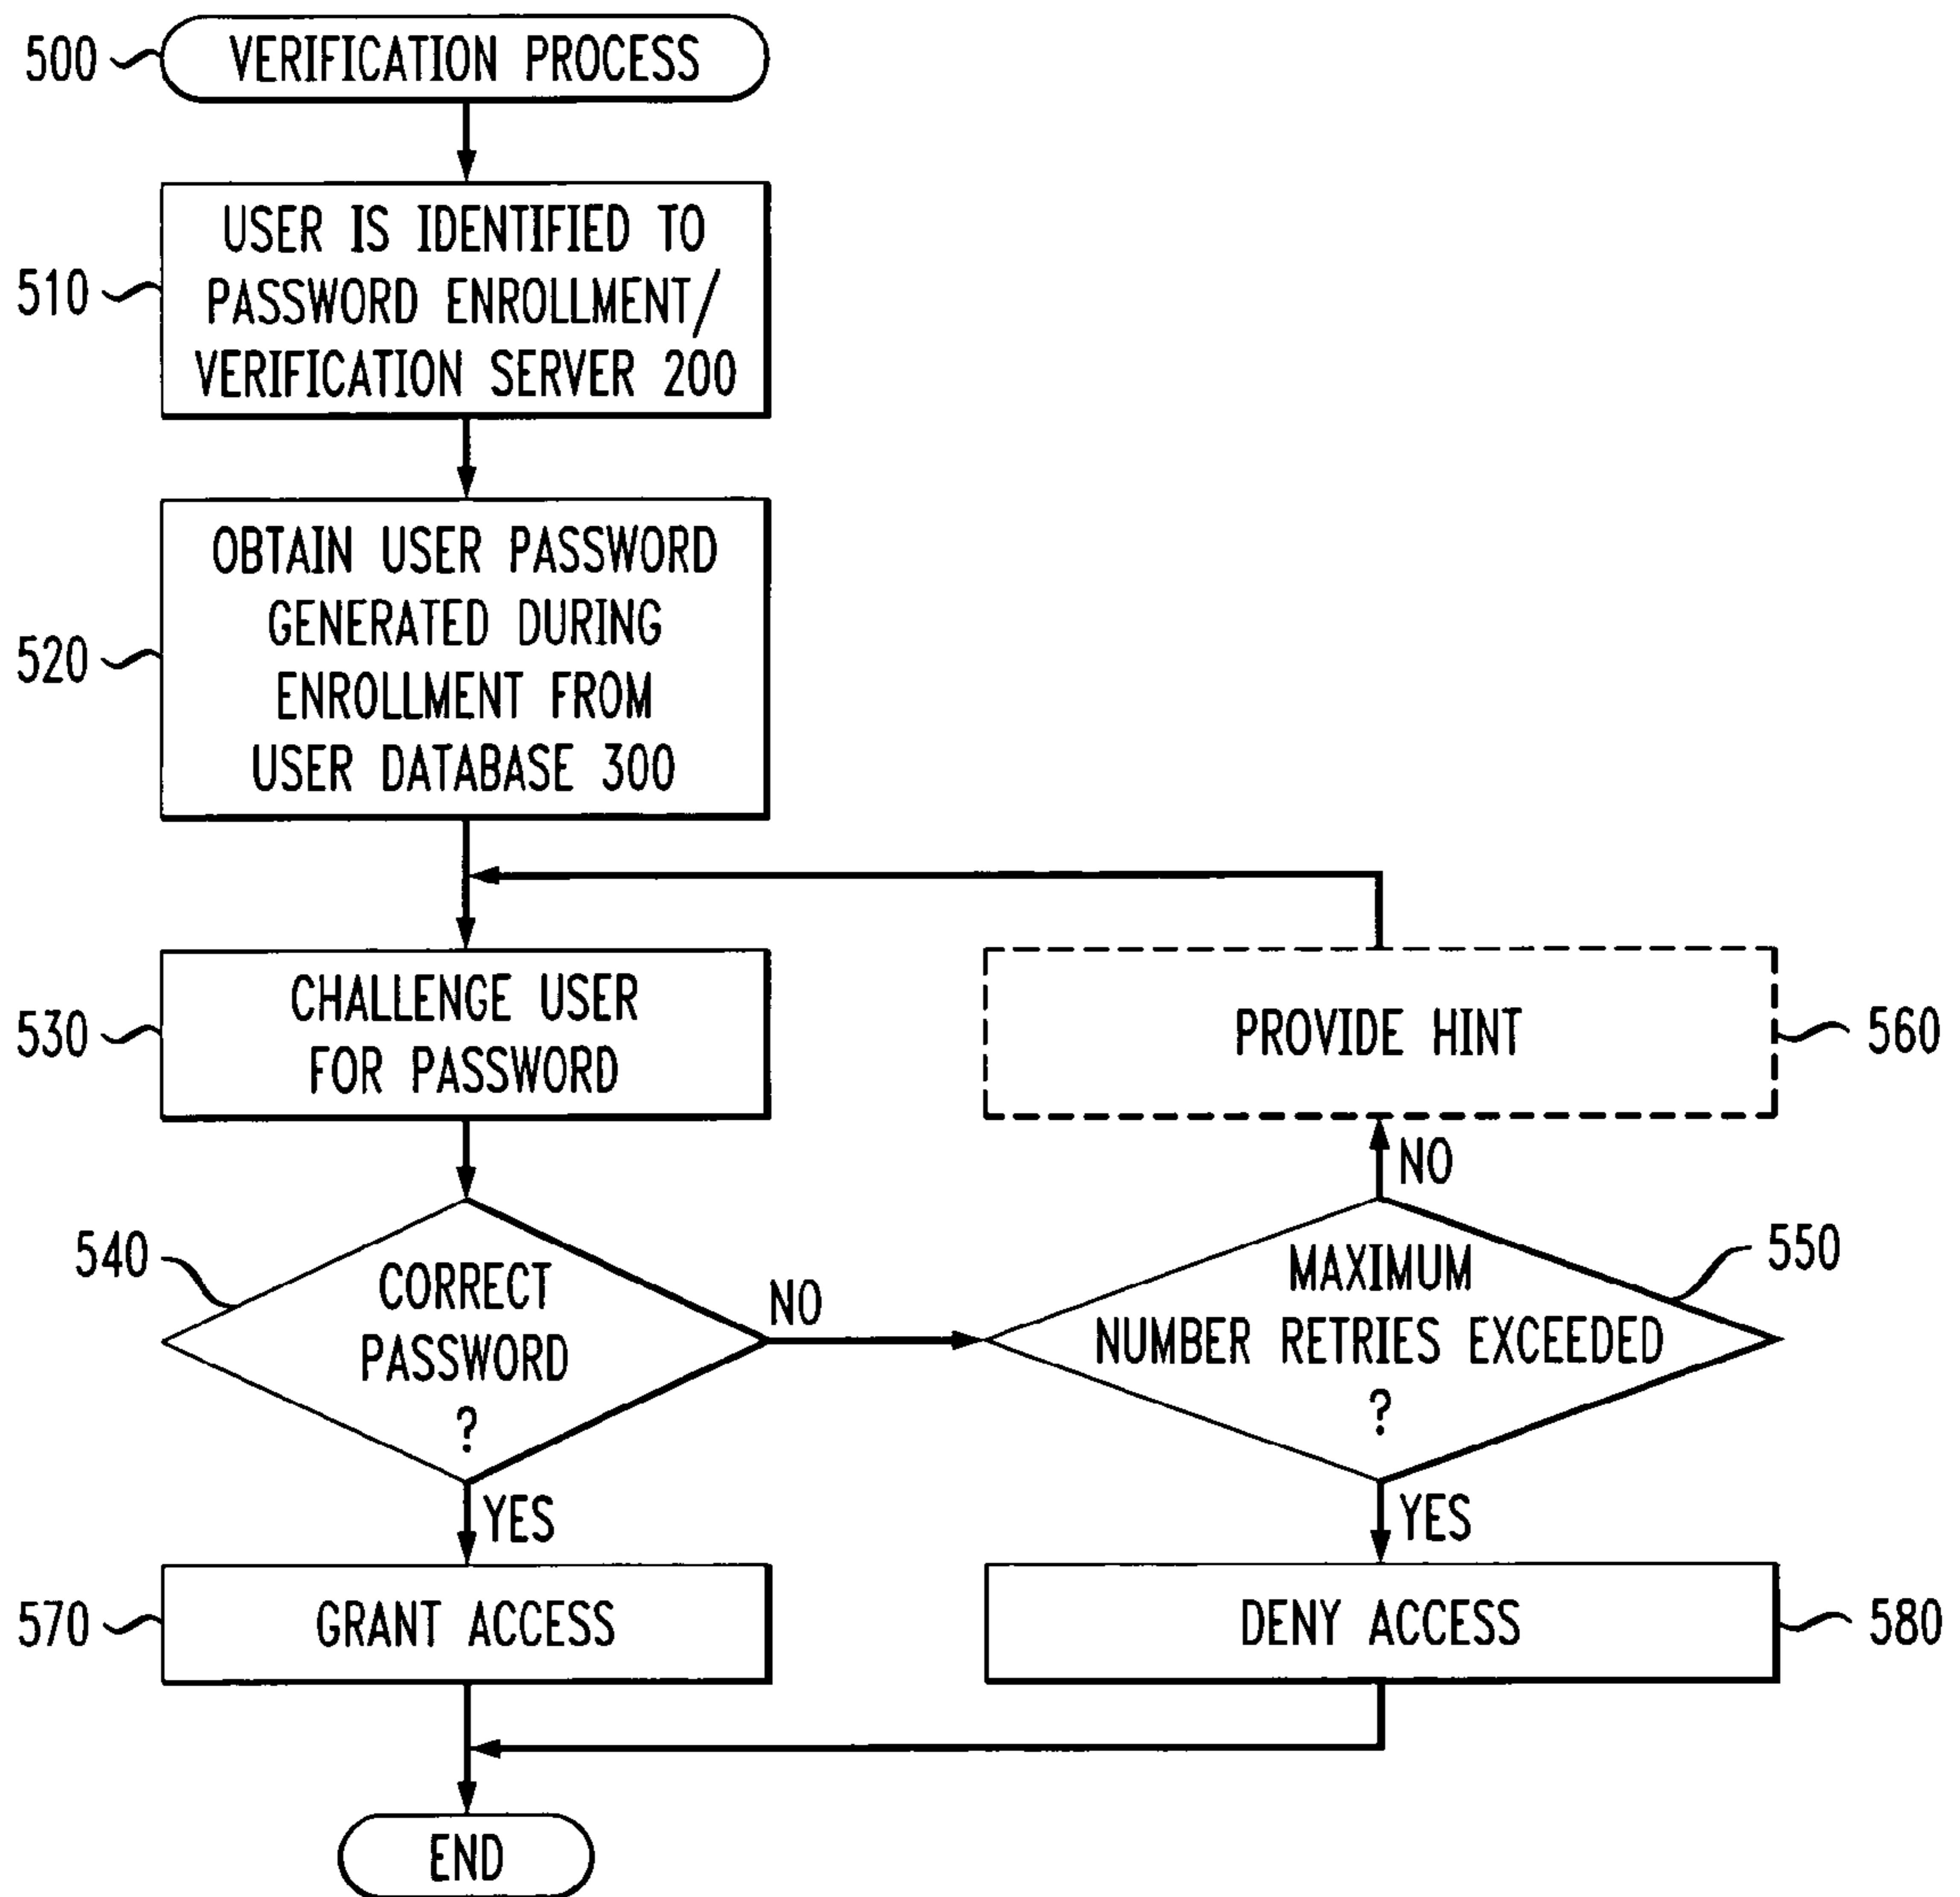 500
VERIFICATION PROCESS
510
USER IS IDENTIFIED TO
PASSWORD ENROLLMENT/
VERIFICATION SERVER 200
520
OBTAIN USER PASSWORD
GENERATED DURING
ENROLLMENT FROM
USER DATABASE 300
530
CHALLENGE USER
FOR PASSWORD
PROVIDE HINT
560
NO
540
CORRECT
PASSWORD
?
NO
550
MAXIMUM
NUMBER RETRIES EXCEEDED
?
YES
YES
570
GRANT ACCESS
DENY ACCESS
580
END